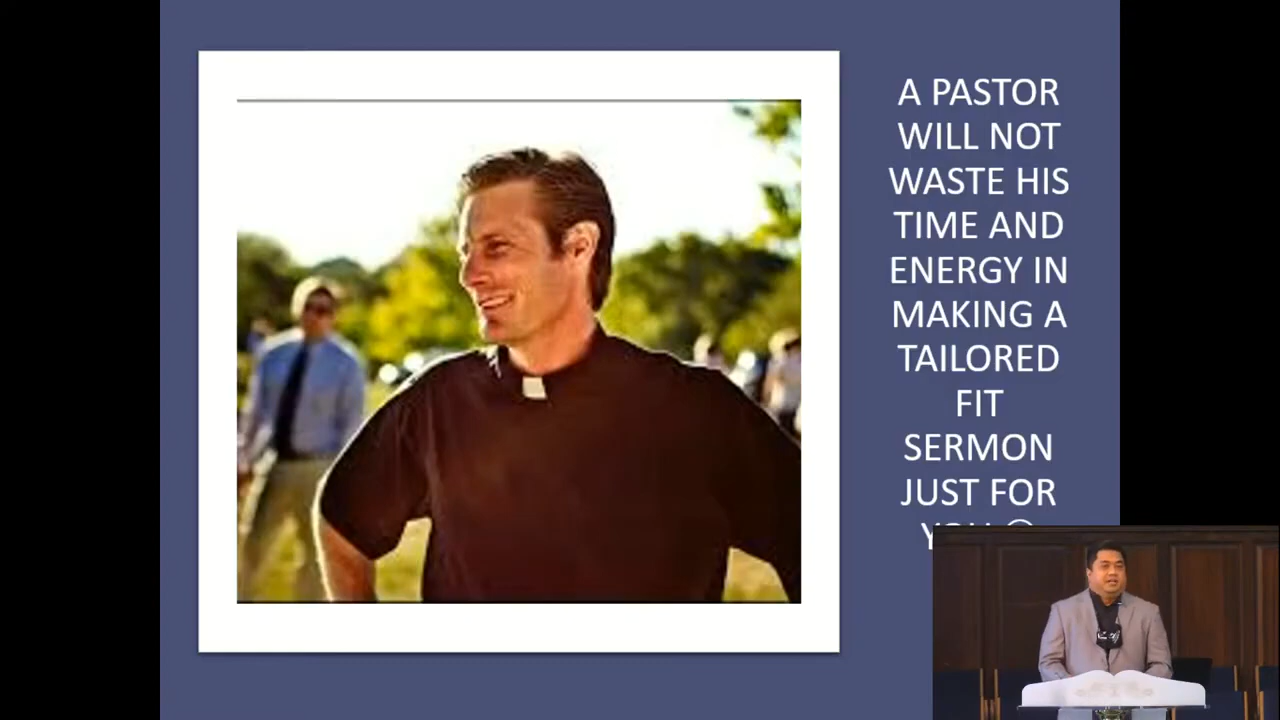 A PASTOR
WILL NOT
WASTE HIS
TIME AND
ENERGY IN
MAKING A
TAILORED
FIT
SERMON
JUST FOR